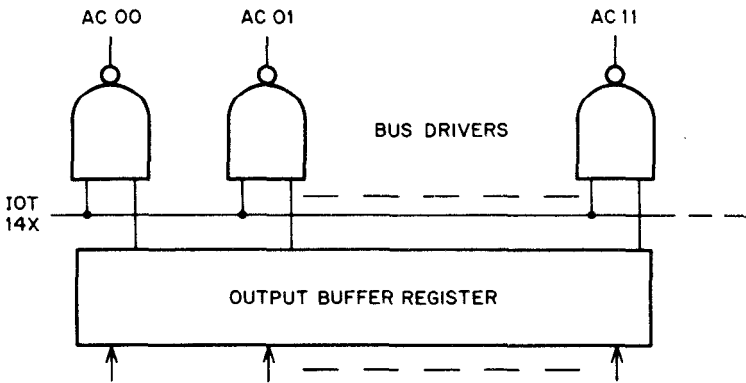 AC 00 AC 01 AC 11
BUS DRIVERS
IOT
14X
OUTPUT BUFFER REGISTER